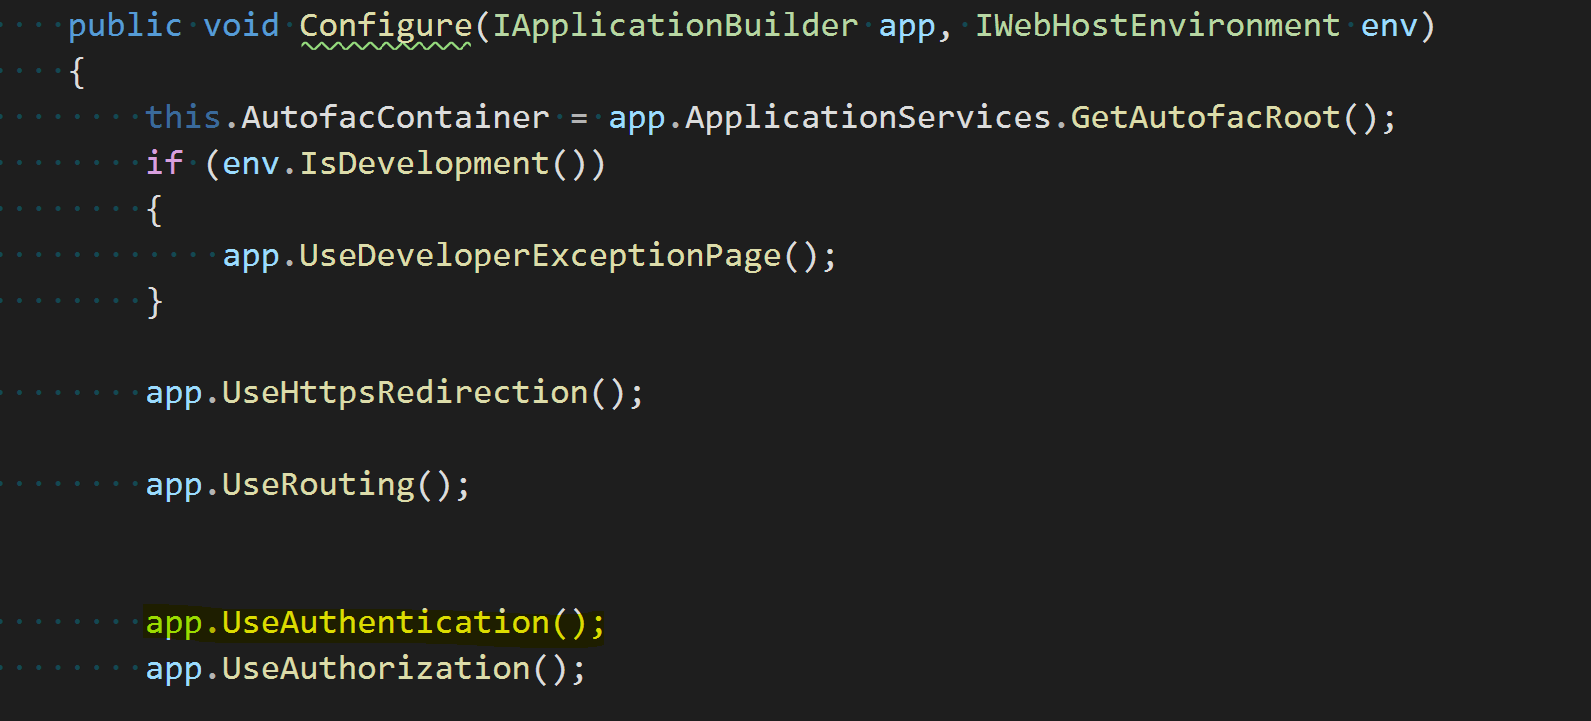 public void Configure(IApplicationBuilder app, IWebHostEnvironment env)
{
this.AutofacContainer = app.ApplicationServices.GetAutofacRoot();
if (env.IsDevelopment())
{
app.UseDeveloperExceptionPage();
}
app.UseHttpsRedirection();
app.UseRouting();
app.UseAuthentication();
app.UseAuthorization();